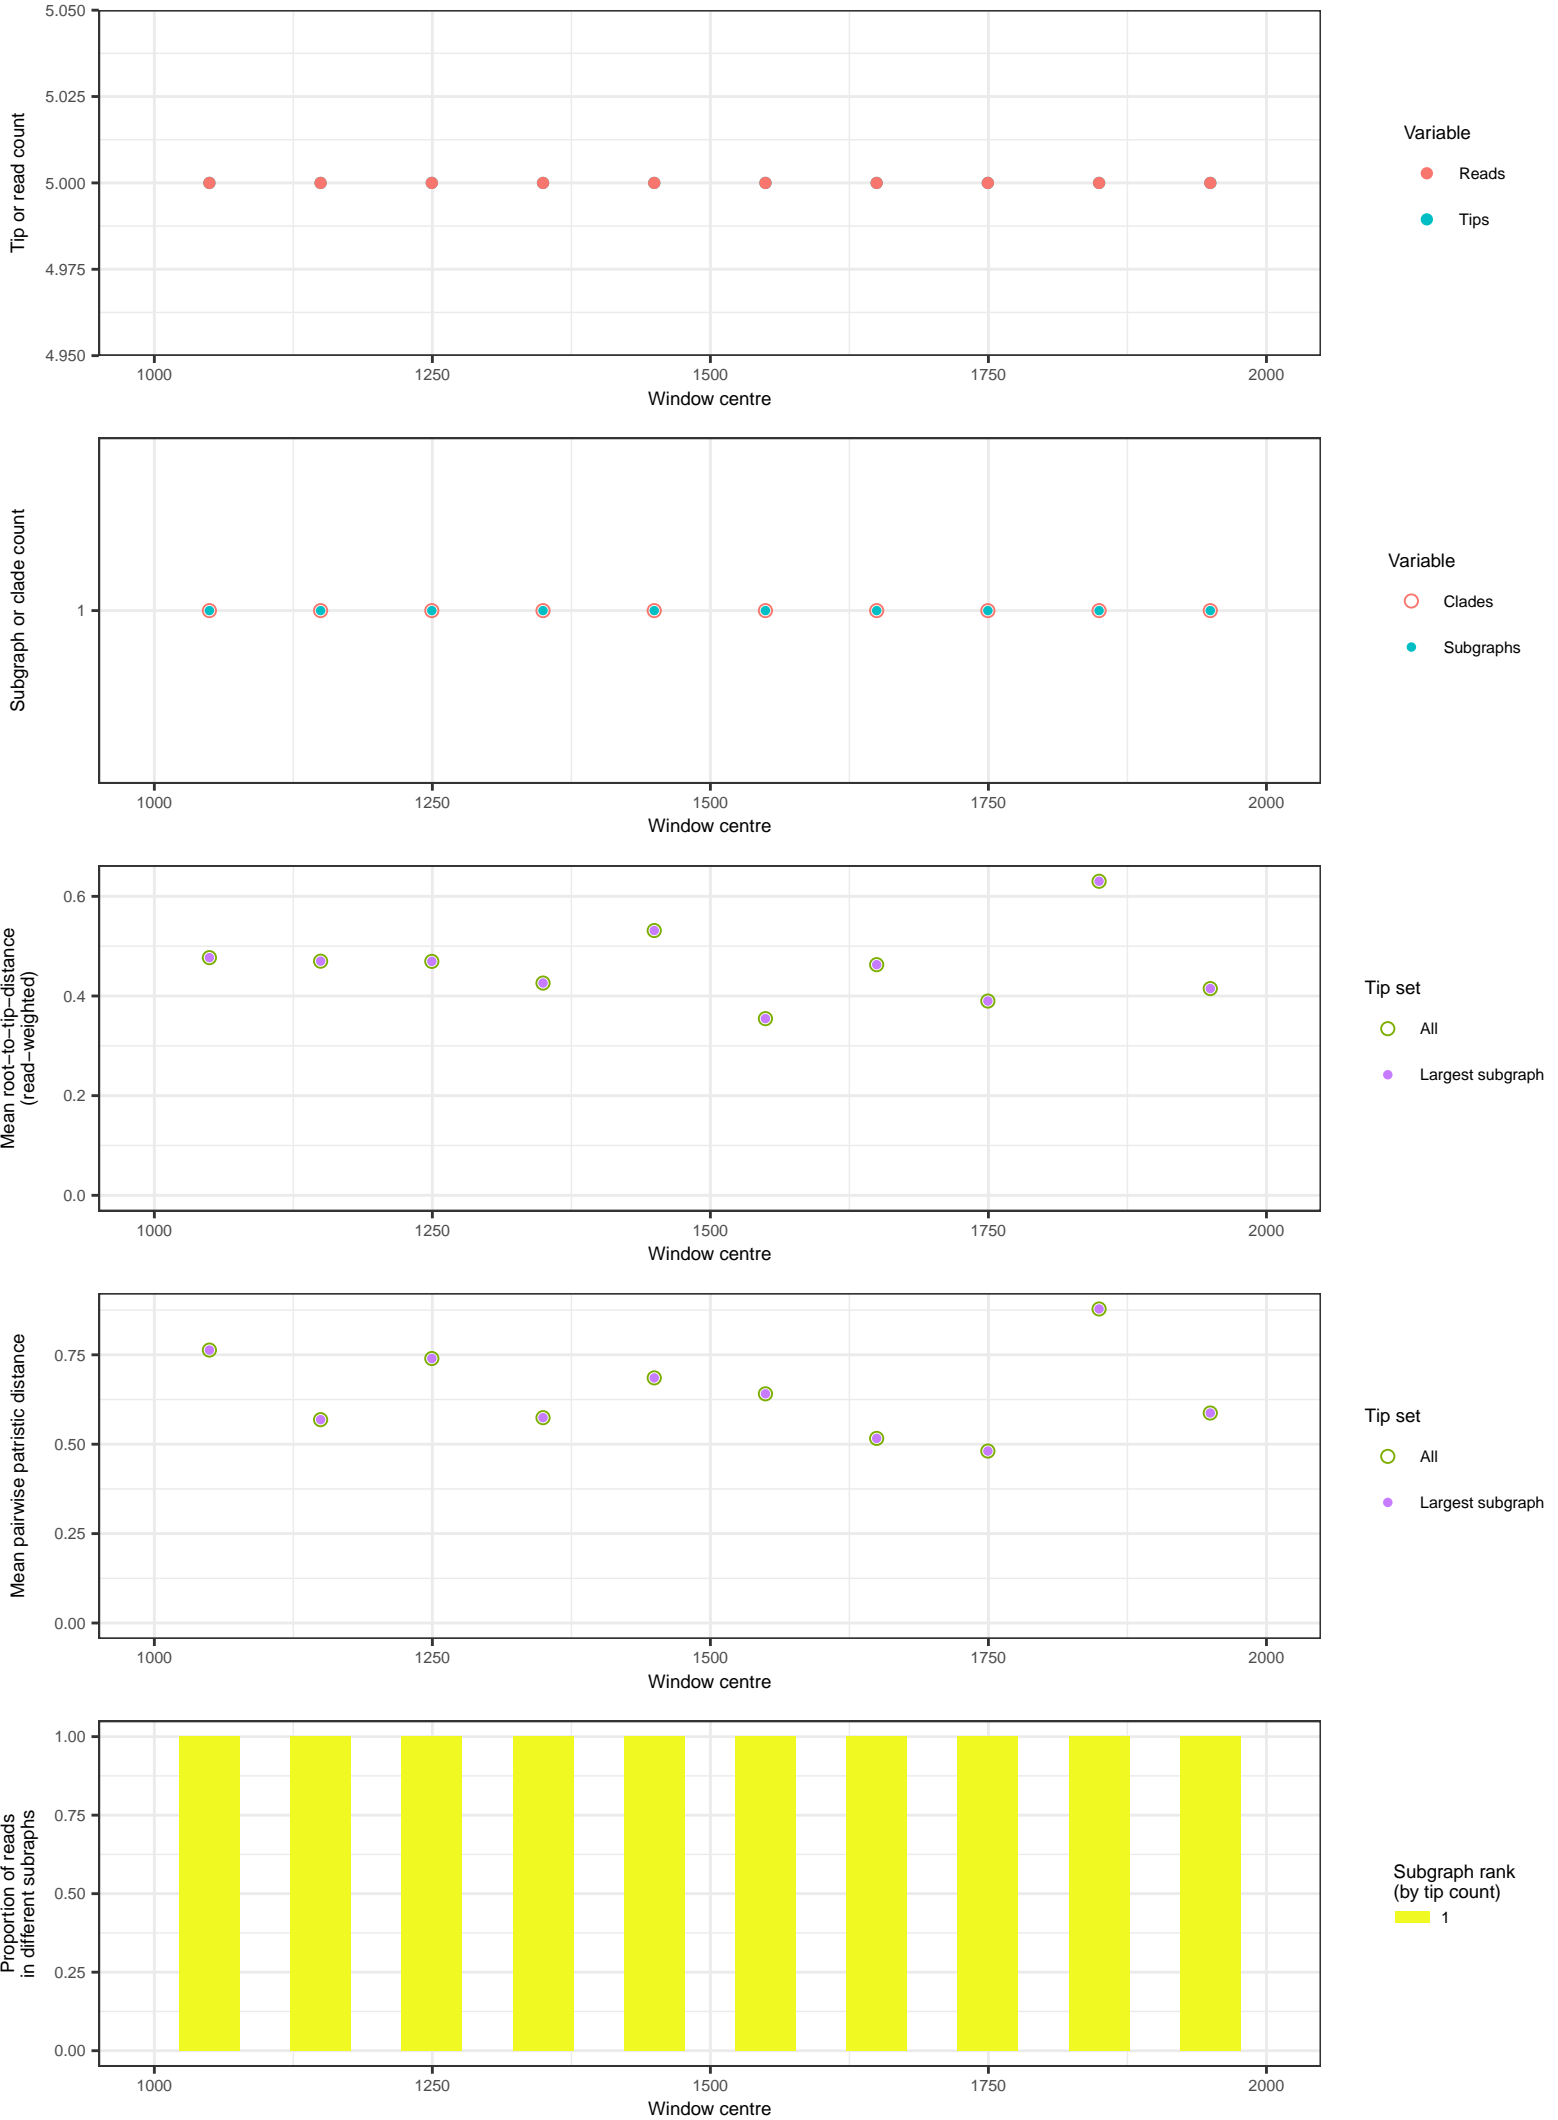 5.050
5.025
5.000
4.975
4.950
Tip or read count
1000 1250 1500 1750 2000
Window centre
Variable
Reads
Tips
1
Subgraph or clade count
1000 1250 1500 1750 2000
Window centre
Variable
Clades
Subgraphs
0.6
0.4
0.2
0.0
Mean root−to−tip−distance
(read−weighted)
1000 1250 1500 1750 2000
Window centre
Tip set
All
Largest subgraph
0.75
0.50
0.25
0.00
Mean pairwise patristic distance
1000 1250 1500 1750 2000
Window centre
Tip set
All
Largest subgraph
1.00
0.75
0.50
0.25
0.00
Proportion of reads
in different subraphs
1000 1250 1500 1750 2000
Window centre
Subgraph rank
(by tip count)
1